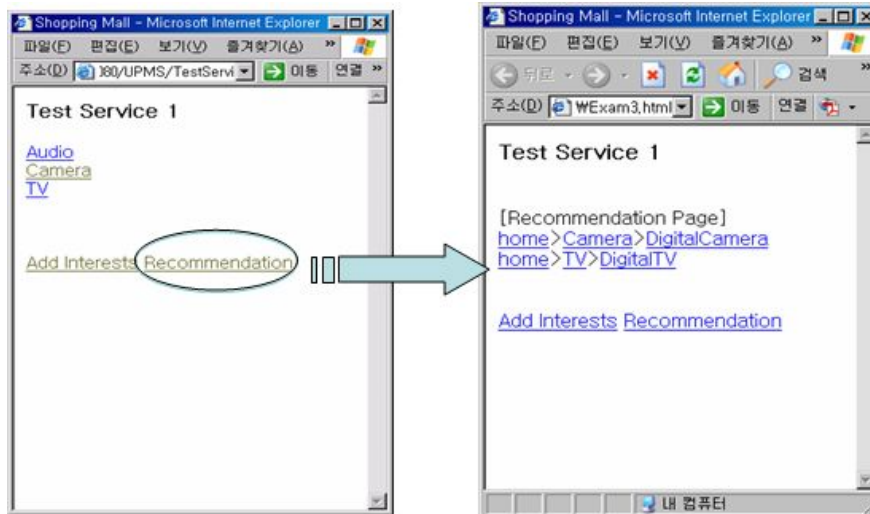 Shopping Mall - Microsoft Internet Explorer
파일(F) 편집(E) 보기(V) 즐겨찾기(A) »
주소(D) 080/UPMS/TestServi 이동 연결 »
Test Service 1
Audio
Camera
TV
Add Interests Recommendation
Shopping Mall - Microsoft Internet Explorer
파일(F) 편집(E) 보기(V) 즐겨찾기(A) »
뒤로 검색 »
주소(D) ₩Exam3.html 이동 연결
Test Service 1
[Recommendation Page]
home>Camera>DigitalCamera
home>TV>DigitalTV
Add Interests Recommendation
내 컴퓨터